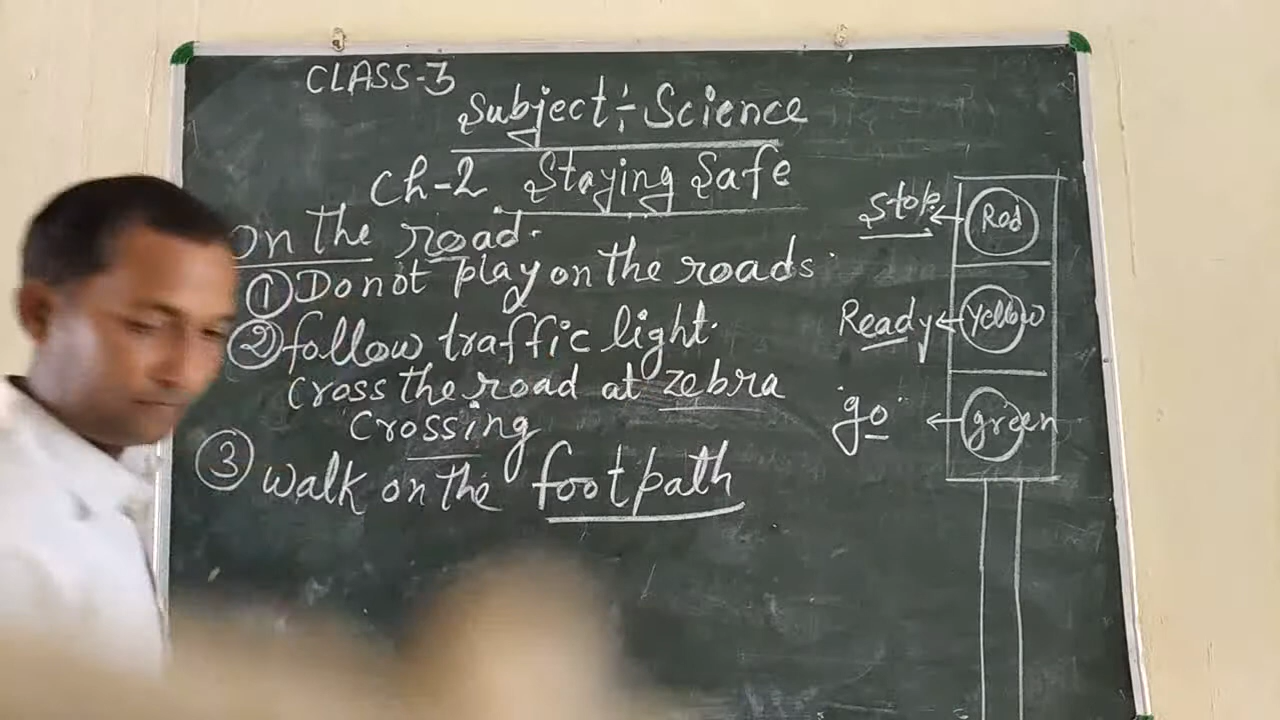 CLASS-3
Subject:- Science
Ch-2 Staying Safe
on the road.
① Do not play on the roads.
② follow traffic light.
Cross the road at zebra
Crossing
③ walk on the footpath
Stop ← Red
Ready ← Yellow
go ← green